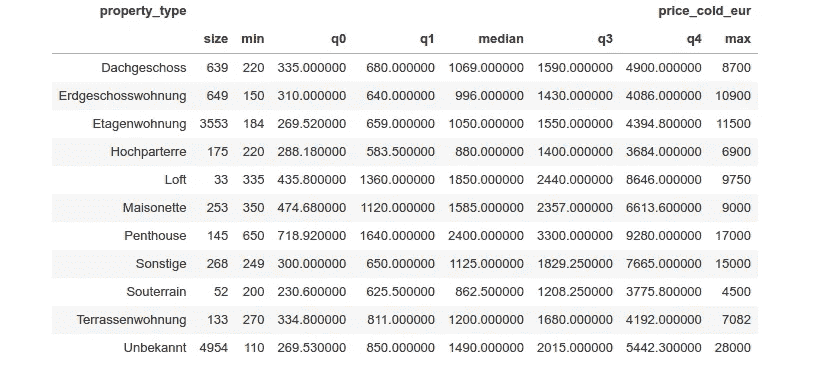 property_type price_cold_eur
size min q0 q1 median q3 q4 max
Dachgeschoss 639 220 335.000000 680.000000 1069.000000 1590.000000 4900.000000 8700
Erdgeschosswohnung 649 150 310.000000 640.000000 996.000000 1430.000000 4086.000000 10900
Etagenwohnung 3553 184 269.520000 659.000000 1050.000000 1550.000000 4394.800000 11500
Hochparterre 175 220 288.180000 583.500000 880.000000 1400.000000 3684.000000 6900
Loft 33 335 435.800000 1360.000000 1850.000000 2440.000000 8646.000000 9750
Maisonette 253 350 474.680000 1120.000000 1585.000000 2357.000000 6613.600000 9000
Penthouse 145 650 718.920000 1640.000000 2400.000000 3300.000000 9280.000000 17000
Sonstige 268 249 300.000000 650.000000 1125.000000 1829.250000 7665.000000 15000
Souterrain 52 200 230.600000 625.500000 862.500000 1208.250000 3775.800000 4500
Terrassenwohnung 133 270 334.800000 811.000000 1200.000000 1680.000000 4192.000000 7082
Unbekannt 4954 110 269.530000 850.000000 1490.000000 2015.000000 5442.300000 28000